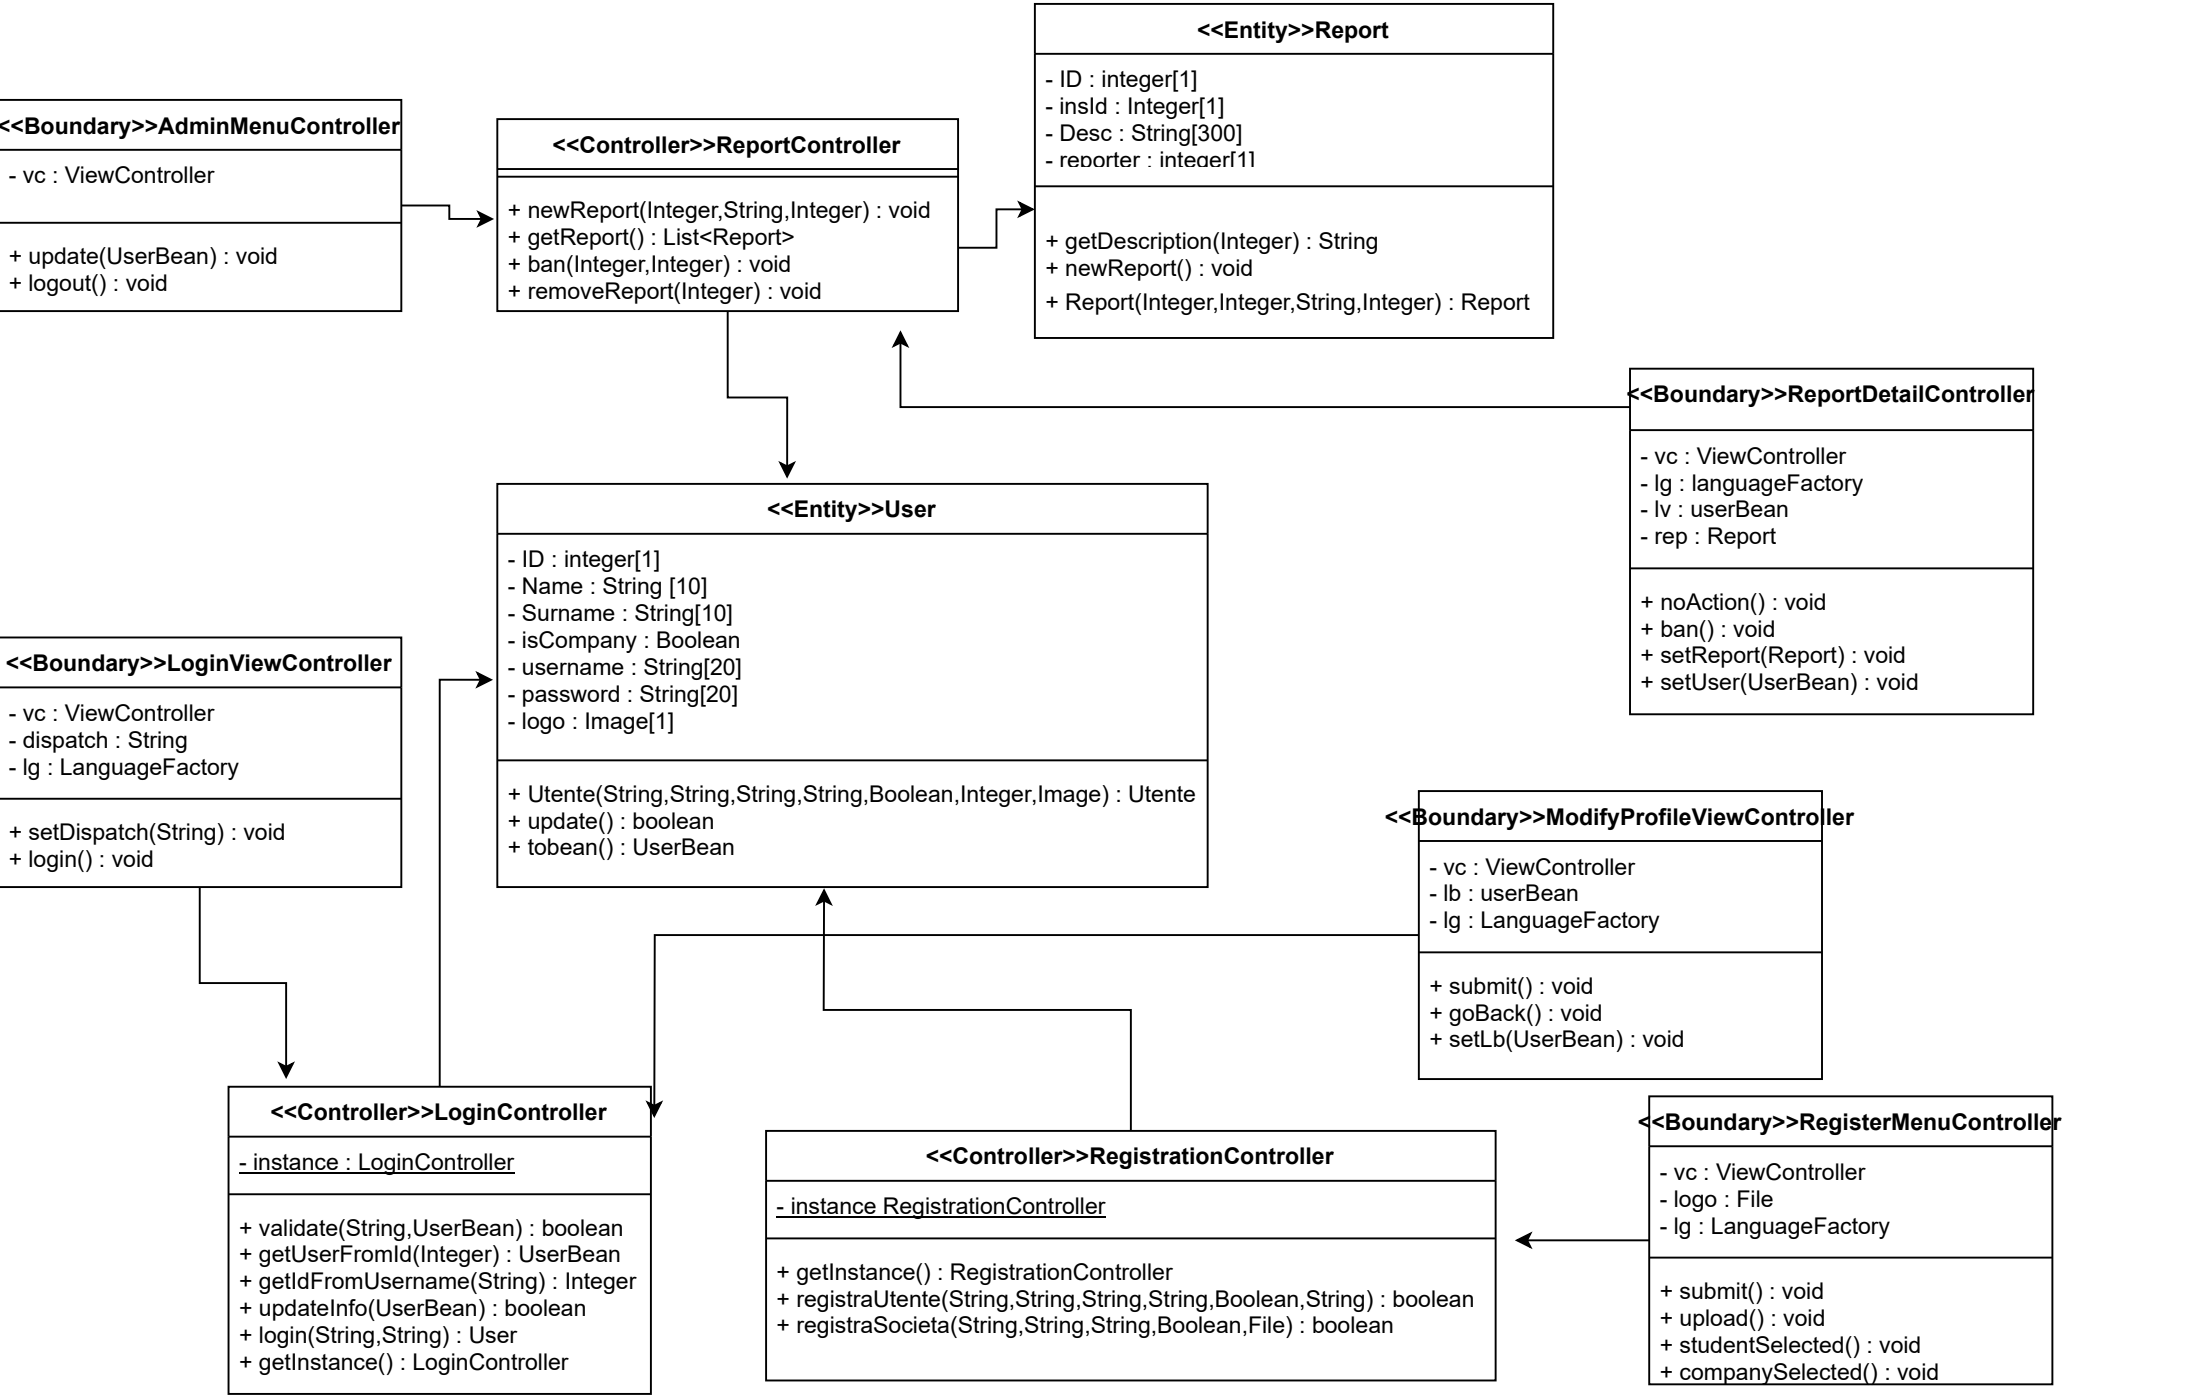 <<Entity>>Report
- ID : integer[1]
- insId : Integer[1]
- Desc : String[300]
- reporter : integer[1]
+ getDescription(Integer) : String
+ newReport() : void
+ Report(Integer,Integer,String,Integer) : Report
<<Boundary>>AdminMenuController
- vc : ViewController
+ update(UserBean) : void
+ logout() : void
<<Controller>>ReportController
+ newReport(Integer,String,Integer) : void
+ getReport() : List<Report>
+ ban(Integer,Integer) : void
+ removeReport(Integer) : void
<<Boundary>>ReportDetailController
- vc : ViewController
- lg : languageFactory
- lv : userBean
- rep : Report
+ noAction() : void
+ ban() : void
+ setReport(Report) : void
+ setUser(UserBean) : void
<<Entity>>User
- ID : integer[1]
- Name : String [10]
- Surname : String[10]
- isCompany : Boolean
- username : String[20]
- password : String[20]
- logo : Image[1]
+ Utente(String,String,String,String,Boolean,Integer,Image) : Utente
+ update() : boolean
+ tobean() : UserBean
<<Boundary>>LoginViewController
- vc : ViewController
- dispatch : String
- lg : LanguageFactory
+ setDispatch(String) : void
+ login() : void
<<Boundary>>ModifyProfileViewController
- vc : ViewController
- lb : userBean
- lg : LanguageFactory
+ submit() : void
+ goBack() : void
+ setLb(UserBean) : void
<<Controller>>LoginController
- instance : LoginController
+ validate(String,UserBean) : boolean
+ getUserFromId(Integer) : UserBean
+ getIdFromUsername(String) : Integer
+ updateInfo(UserBean) : boolean
+ login(String,String) : User
+ getInstance() : LoginController
<<Controller>>RegistrationController
- instance RegistrationController
+ getInstance() : RegistrationController
+ registraUtente(String,String,String,String,Boolean,String) : boolean
+ registraSocieta(String,String,String,Boolean,File) : boolean
<<Boundary>>RegisterMenuController
- vc : ViewController
- logo : File
- lg : LanguageFactory
+ submit() : void
+ upload() : void
+ studentSelected() : void
+ companySelected() : void